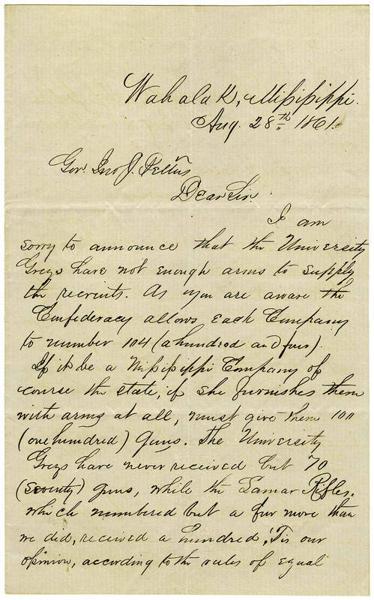 Wahalak, Mississippi.
Aug. 28th 1861.
Gov. Jno J. Pettus
Dear Sir
I am
sorry to announce that the University
Greys have not enough arms to supply
the recruits. As you are aware the
Confederacy allows each Company
to number 104 (a hundred and four).
If it be a Mississippi Company of
course the state, if she furnishes them
with arms at all, must give them 100
(one hundred) guns. The University
Greys have never received but 70
(seventy) guns, while the Lamar Rifles,
which numbered but a few more than
we did, received a hundred! 'Tis our
opinion, according to the rules of equal